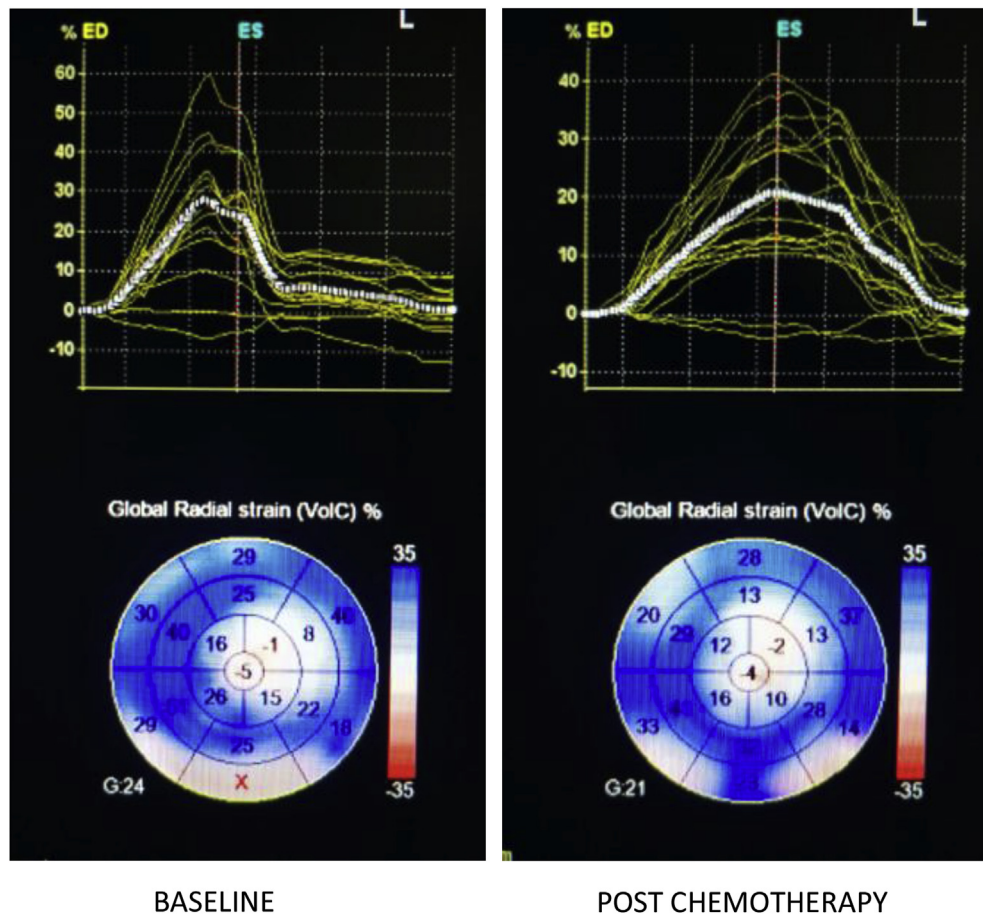 L L
% ED ES
60
50
40
30
20
10
0
-10
% ED ES
40
30
20
10
0
-10
Global Radial strain (VolC) %
29
25
30 40 16 -1 8 40
-5
26 15
29 22 18
25
X
G:24
35
-35
Global Radial strain (VolC) %
28
13
20 29 12 -2 13 37
-4
16 10
33 28 14
G:21
35
-35
m
BASELINE POST CHEMOTHERAPY